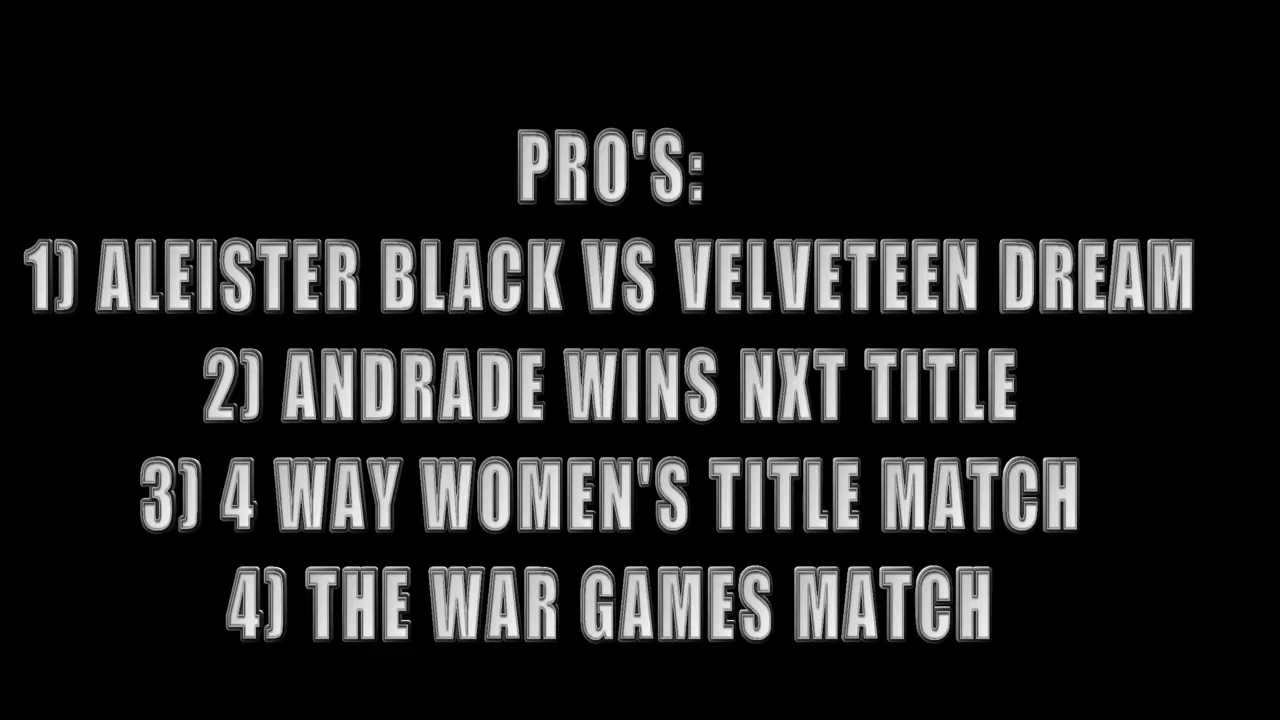 PRO'S:
1) ALEISTER BLACK VS VELVETEEN DREAM
2) ANDRADE WINS NXT TITLE
3) 4 WAY WOMEN'S TITLE MATCH
4) THE WAR GAMES MATCH